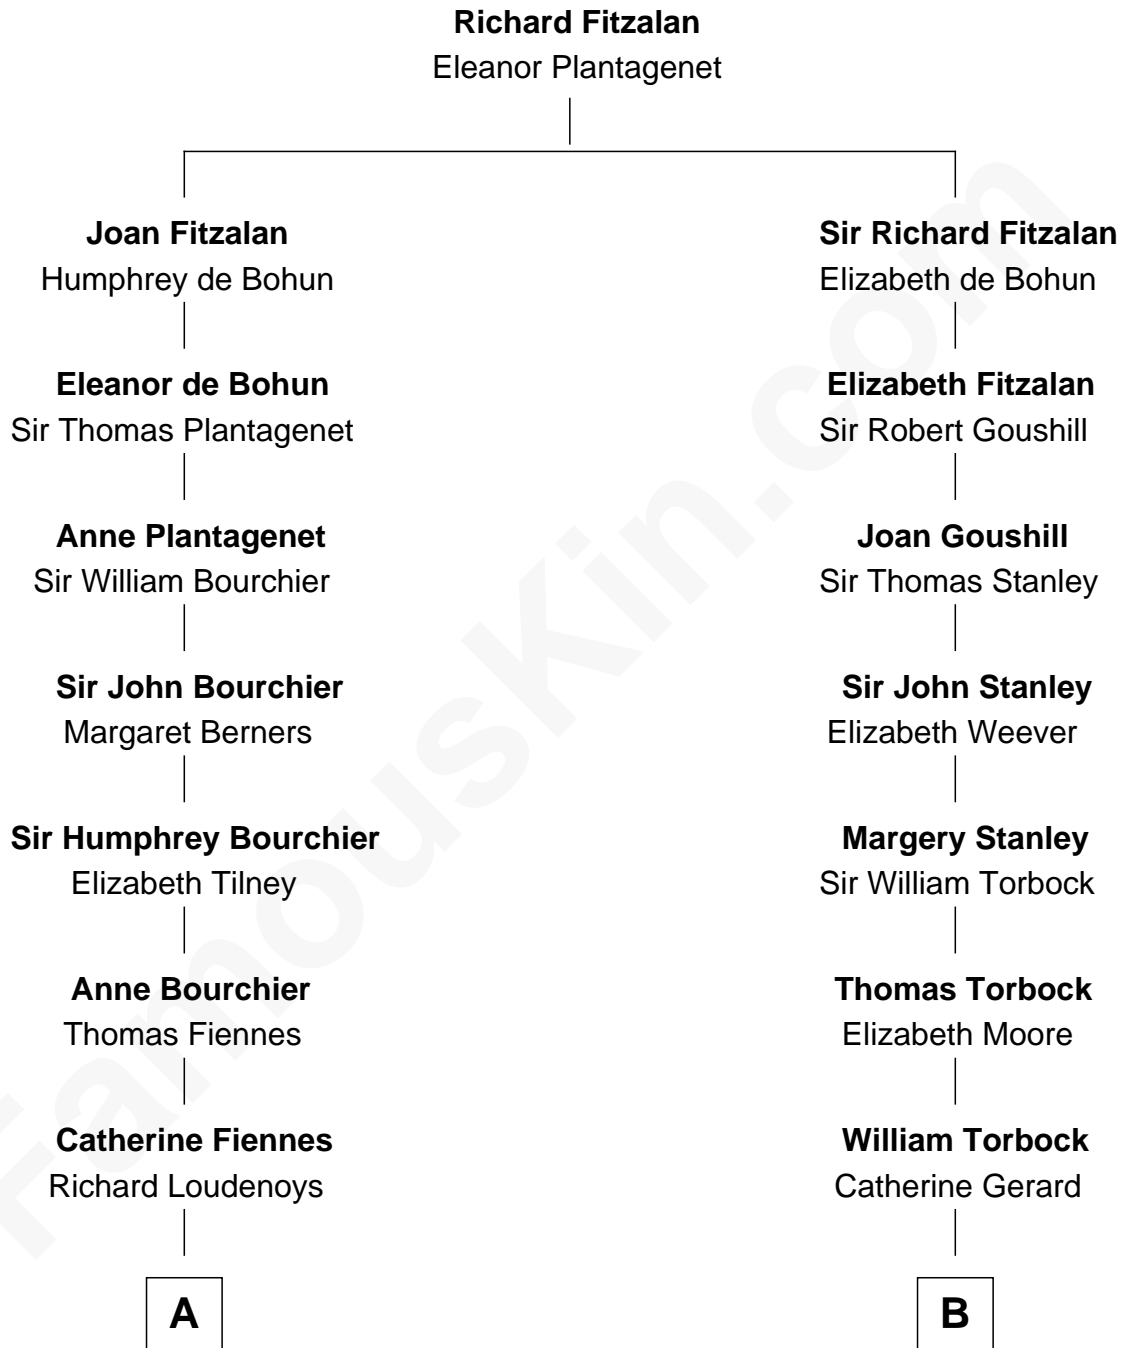 Richard Fitzalan
Eleanor Plantagenet
Joan Fitzalan
Humphrey de Bohun
Sir Richard Fitzalan
Elizabeth de Bohun
Eleanor de Bohun
Sir Thomas Plantagenet
Elizabeth Fitzalan
Sir Robert Goushill
Anne Plantagenet
Sir William Bourchier
Joan Goushill
Sir Thomas Stanley
Sir John Bourchier
Margaret Berners
Sir John Stanley
Elizabeth Weever
Sir Humphrey Bourchier
Elizabeth Tilney
Margery Stanley
Sir William Torbock
Anne Bourchier
Thomas Fiennes
Thomas Torbock
Elizabeth Moore
Catherine Fiennes
Richard Loudenoys
William Torbock
Catherine Gerard
A
B
FamousKin.com